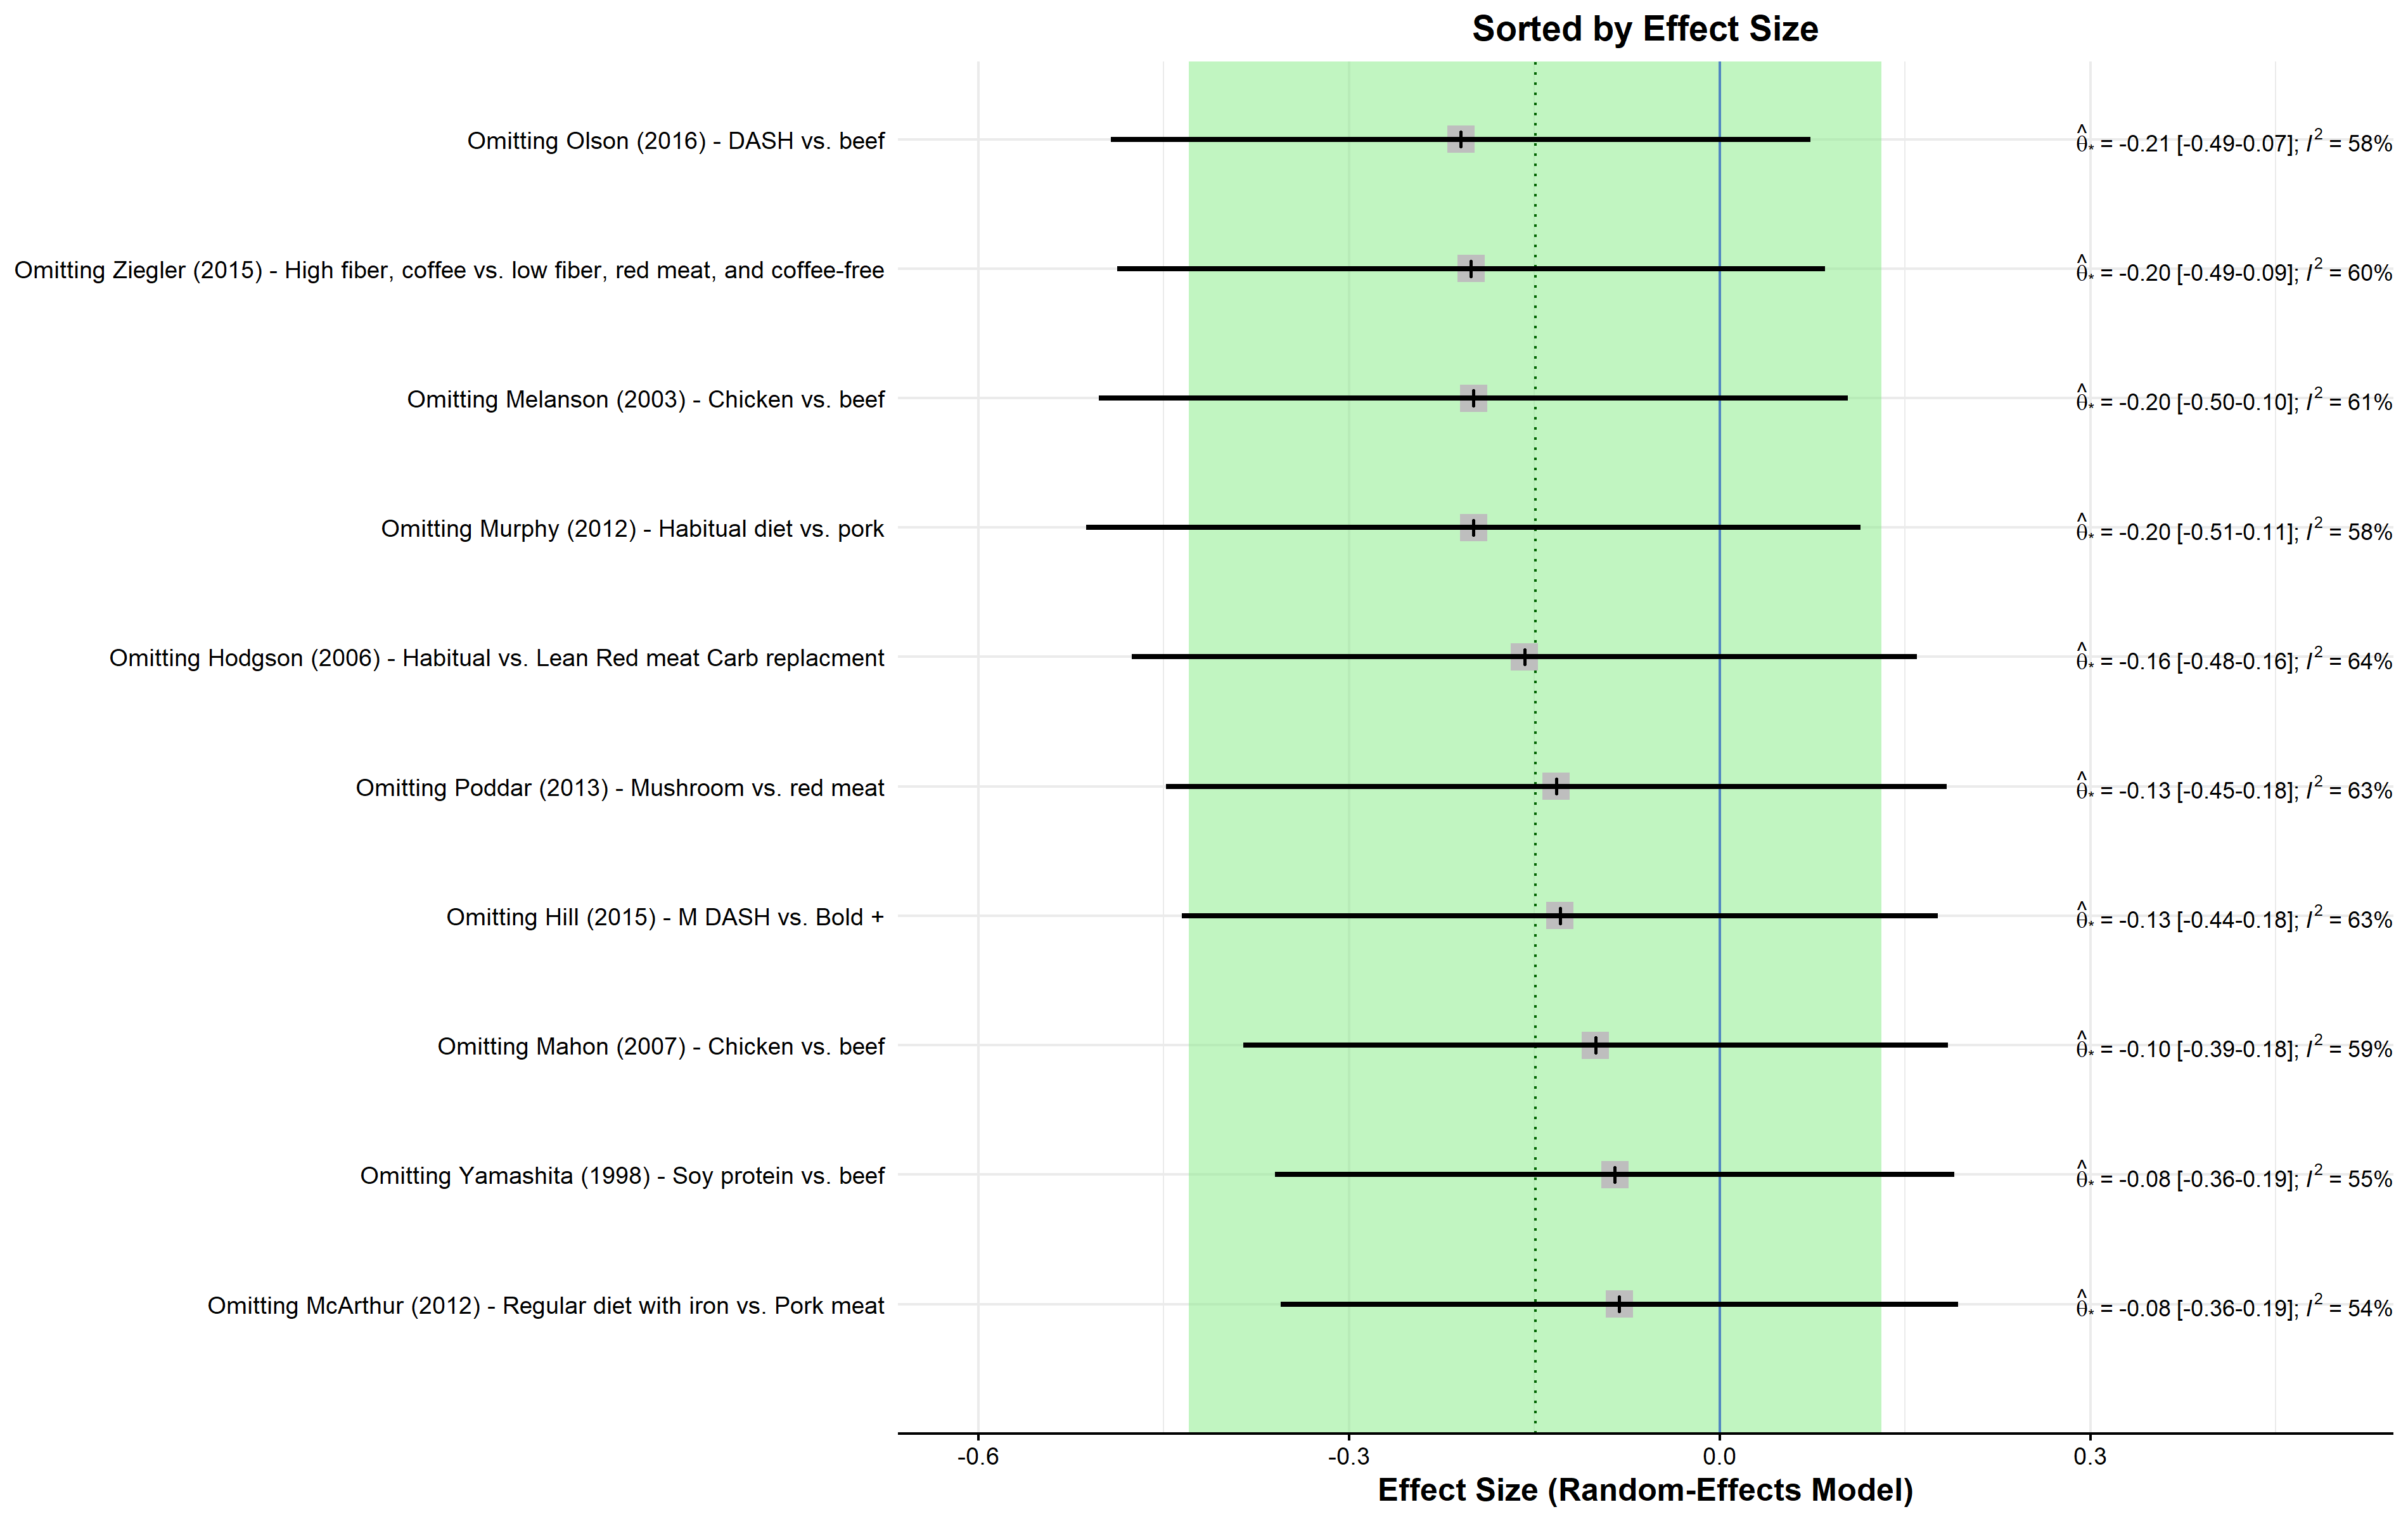 Sorted by Effect Size
Omitting Olson (2016) - DASH vs. beef θ̂* = -0.21 [-0.49-0.07]; I² = 58%
Omitting Ziegler (2015) - High fiber, coffee vs. low fiber, red meat, and coffee-free θ̂* = -0.20 [-0.49-0.09]; I² = 60%
Omitting Melanson (2003) - Chicken vs. beef θ̂* = -0.20 [-0.50-0.10]; I² = 61%
Omitting Murphy (2012) - Habitual diet vs. pork θ̂* = -0.20 [-0.51-0.11]; I² = 58%
Omitting Hodgson (2006) - Habitual vs. Lean Red meat Carb replacment θ̂* = -0.16 [-0.48-0.16]; I² = 64%
Omitting Poddar (2013) - Mushroom vs. red meat θ̂* = -0.13 [-0.45-0.18]; I² = 63%
Omitting Hill (2015) - M DASH vs. Bold + θ̂* = -0.13 [-0.44-0.18]; I² = 63%
Omitting Mahon (2007) - Chicken vs. beef θ̂* = -0.10 [-0.39-0.18]; I² = 59%
Omitting Yamashita (1998) - Soy protein vs. beef θ̂* = -0.08 [-0.36-0.19]; I² = 55%
Omitting McArthur (2012) - Regular diet with iron vs. Pork meat θ̂* = -0.08 [-0.36-0.19]; I² = 54%
-0.6 -0.3 0.0 0.3
Effect Size (Random-Effects Model)